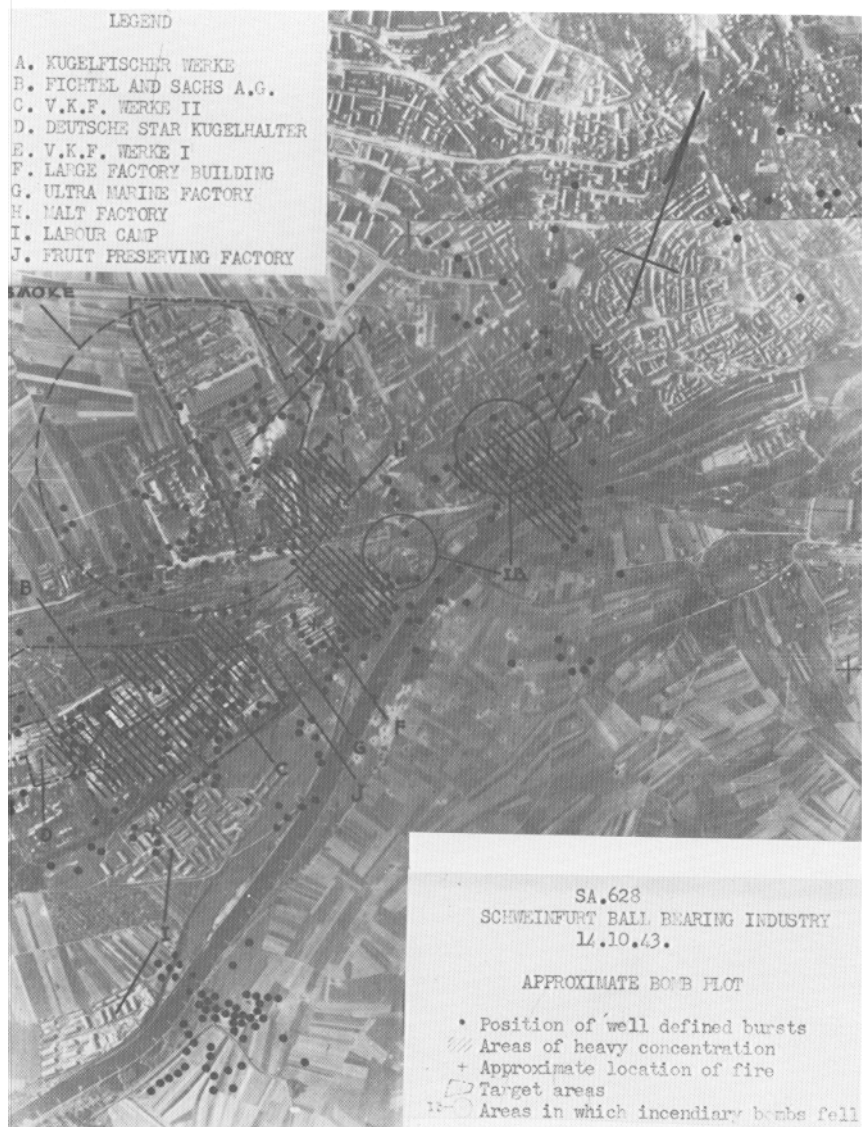 LEGEND
A. KUGELFISCHER WERKE
B. FICHTEL AND SACHS A.G.
C. V.K.F. WERKE II
D. DEUTSCHE STAR KUGELHALTER
E. V.K.F. WERKE I
F. LARGE FACTORY BUILDING
G. ULTRA MARINE FACTORY
H. MALT FACTORY
I. LABOUR CAMP
J. FRUIT PRESERVING FACTORY
SMOKE
A
E
H
IB
B
F
G
C
J
D
I
I
SA.628
SCHWEINFURT BALL BEARING INDUSTRY
14.10.43.
APPROXIMATE BOMB PLOT
• Position of well defined bursts
Areas of heavy concentration
+ Approximate location of fire
Target areas
Areas in which incendiary bombs fell